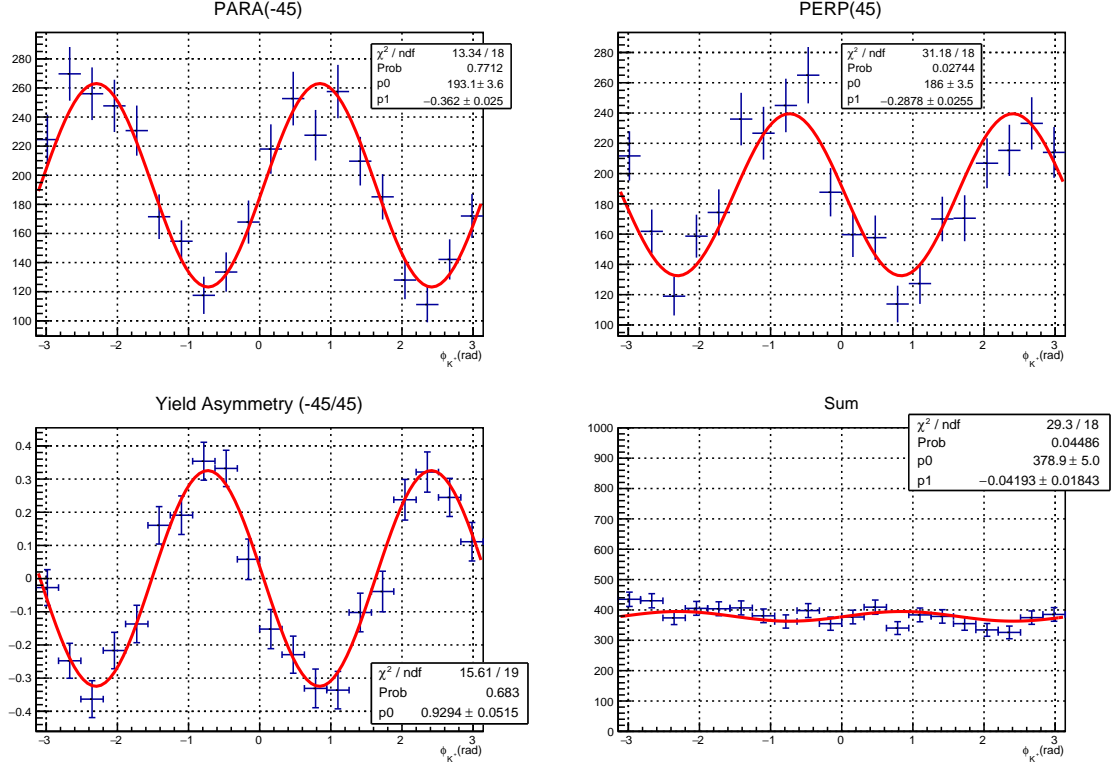 PARA(-45)
χ² / ndf 13.34 / 18
Prob 0.7712
p0 193.1 ± 3.6
p1 −0.362 ± 0.025
280
260
240
220
200
180
160
140
120
100
−3 −2 −1 0 1 2 3
ϕ_K⁺(rad)
PERP(45)
χ² / ndf 31.18 / 18
Prob 0.02744
p0 186 ± 3.5
p1 −0.2878 ± 0.0255
280
260
240
220
200
180
160
140
120
100
−3 −2 −1 0 1 2 3
ϕ_K⁺(rad)
Yield Asymmetry (-45/45)
0.4
0.3
0.2
0.1
0
−0.1
−0.2
−0.3
−0.4
χ² / ndf 15.61 / 19
Prob 0.683
p0 0.9294 ± 0.0515
−3 −2 −1 0 1 2 3
ϕ_K⁺(rad)
Sum
χ² / ndf 29.3 / 18
Prob 0.04486
p0 378.9 ± 5.0
p1 −0.04193 ± 0.01843
1000
900
800
700
600
500
400
300
200
100
0
−3 −2 −1 0 1 2 3
ϕ_K⁺(rad)